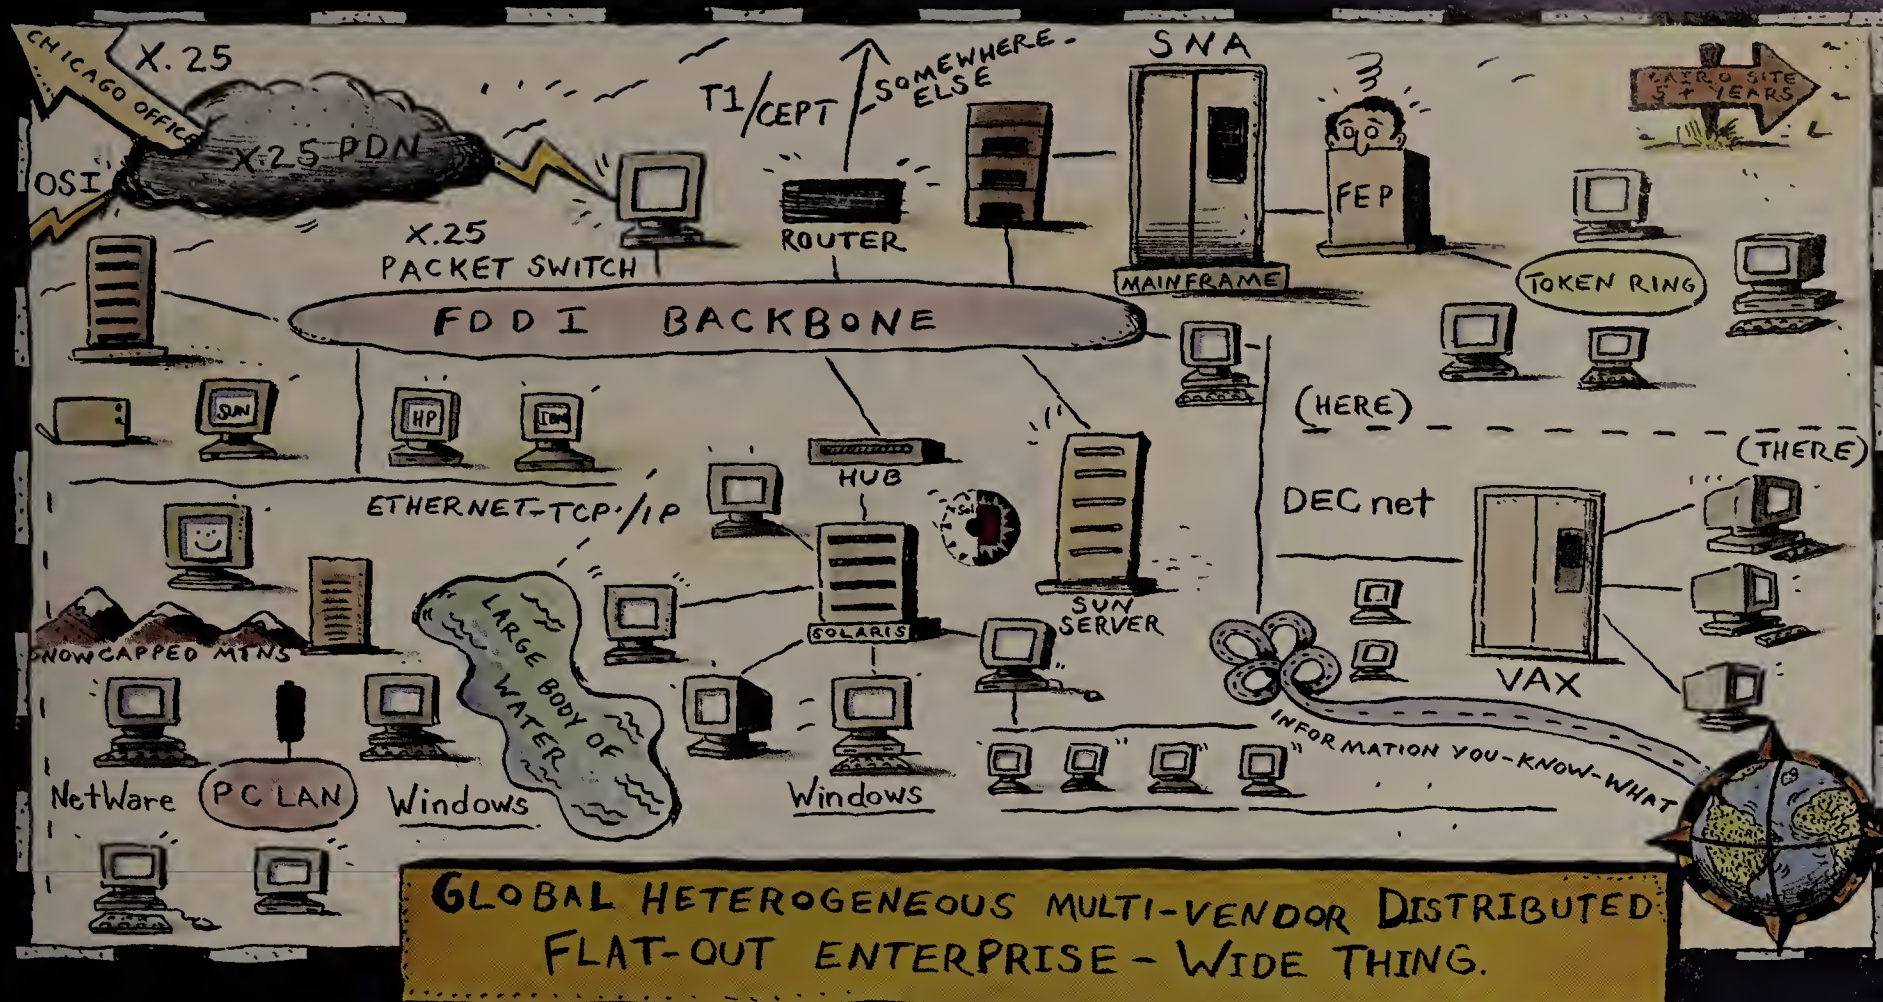 CHICAGO OFFICE
X.25
X.25 PDN
OSI
X.25
PACKET SWITCH
T1/CEPT
SOMEWHERE
ELSE
ROUTER
SNA
MAINFRAME
FEP
CAIRO SITE
5+ YEARS
TOKEN RING
FDDI BACKBONE
SUN
HP
IBM
ETHERNET-TCP/IP
HUB
Sol
SUN
SERVER
SOLARIS
(HERE)
(THERE)
DECnet
VAX
SNOWCAPPED MTNS
LARGE BODY OF
WATER
NetWare
PC LAN
Windows
Windows
INFORMATION YOU-KNOW-WHAT
GLOBAL HETEROGENEOUS MULTI-VENDOR DISTRIBUTED
FLAT-OUT ENTERPRISE-WIDE THING.